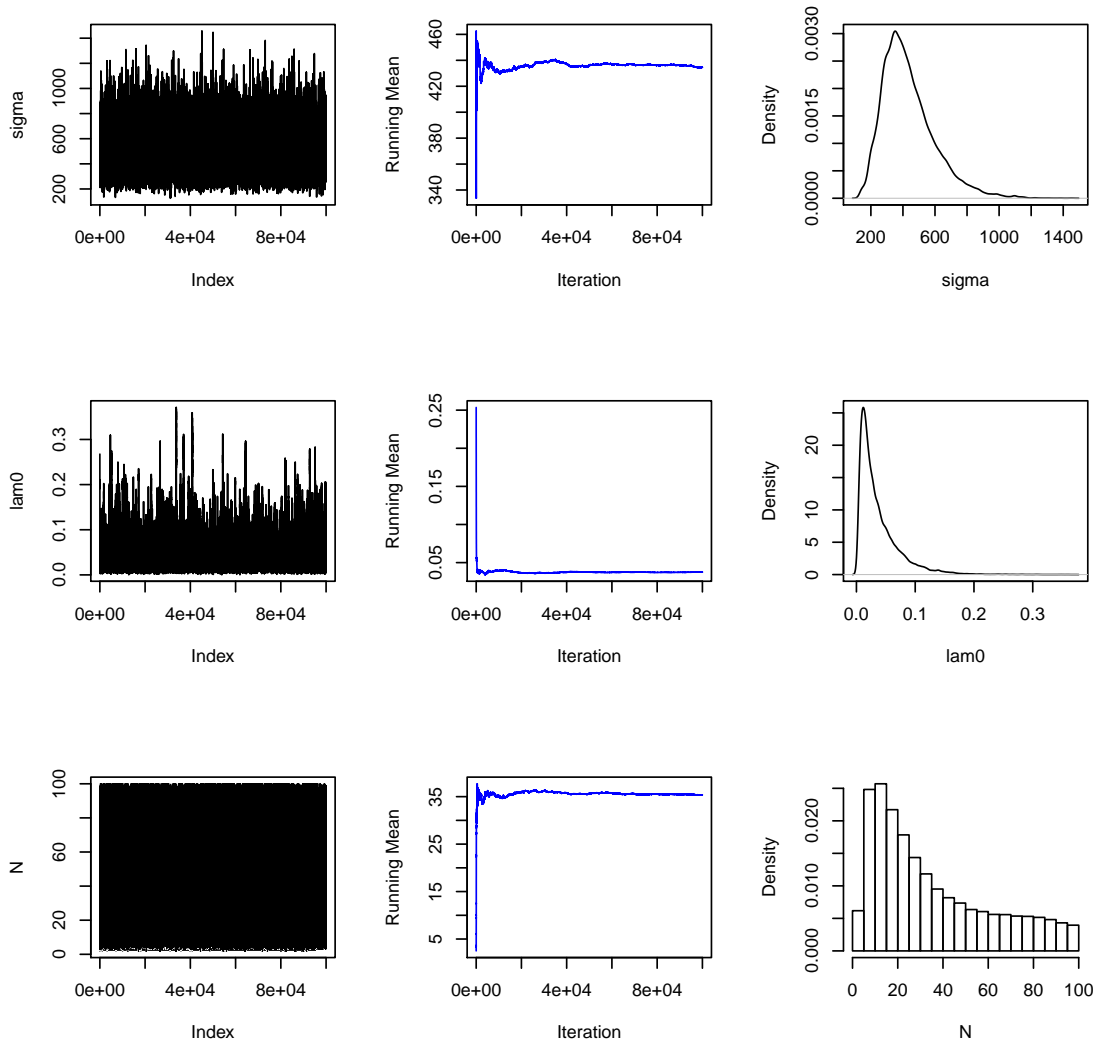 sigma
200
600
1000
0e+00
4e+04
8e+04
Index
Running Mean
340
380
420
460
0e+00
4e+04
8e+04
Iteration
Density
0.0000
0.0015
0.0030
200
600
1000
1400
sigma
lam0
0.0
0.1
0.2
0.3
0e+00
4e+04
8e+04
Index
Running Mean
0.05
0.15
0.25
0e+00
4e+04
8e+04
Iteration
Density
0
5
10
20
0.0
0.1
0.2
0.3
lam0
N
0
20
60
100
0e+00
4e+04
8e+04
Index
Running Mean
5
15
25
35
0e+00
4e+04
8e+04
Iteration
Density
0.000
0.010
0.020
0
20
40
60
80
100
N